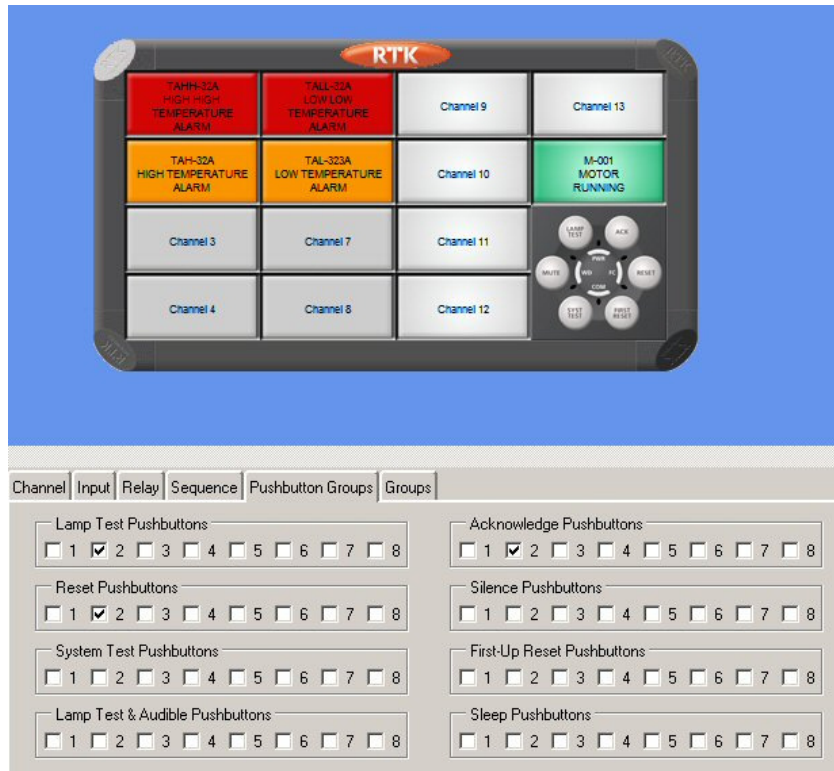 RTK
TAHH-32A
HIGH HIGH
TEMPERATURE
ALARM
TALL-32A
LOW LOW
TEMPERATURE
ALARM
Channel 9
Channel 13
TAH-32A
HIGH TEMPERATURE
ALARM
TAL-323A
LOW TEMPERATURE
ALARM
Channel 10
M-001
MOTOR
RUNNING
Channel 3
Channel 7
Channel 11
LAMP
TEST
ACK
PWR
MUTE
WD
FC
RESET
COM
Channel 4
Channel 8
Channel 12
SYST
TEST
FIRST
RESET
RTK
Channel Input Relay Sequence Pushbutton Groups Groups
Lamp Test Pushbuttons
1 2 3 4 5 6 7 8
Acknowledge Pushbuttons
1 2 3 4 5 6 7 8
Reset Pushbuttons
1 2 3 4 5 6 7 8
Silence Pushbuttons
1 2 3 4 5 6 7 8
System Test Pushbuttons
1 2 3 4 5 6 7 8
First-Up Reset Pushbuttons
1 2 3 4 5 6 7 8
Lamp Test & Audible Pushbuttons
1 2 3 4 5 6 7 8
Sleep Pushbuttons
1 2 3 4 5 6 7 8